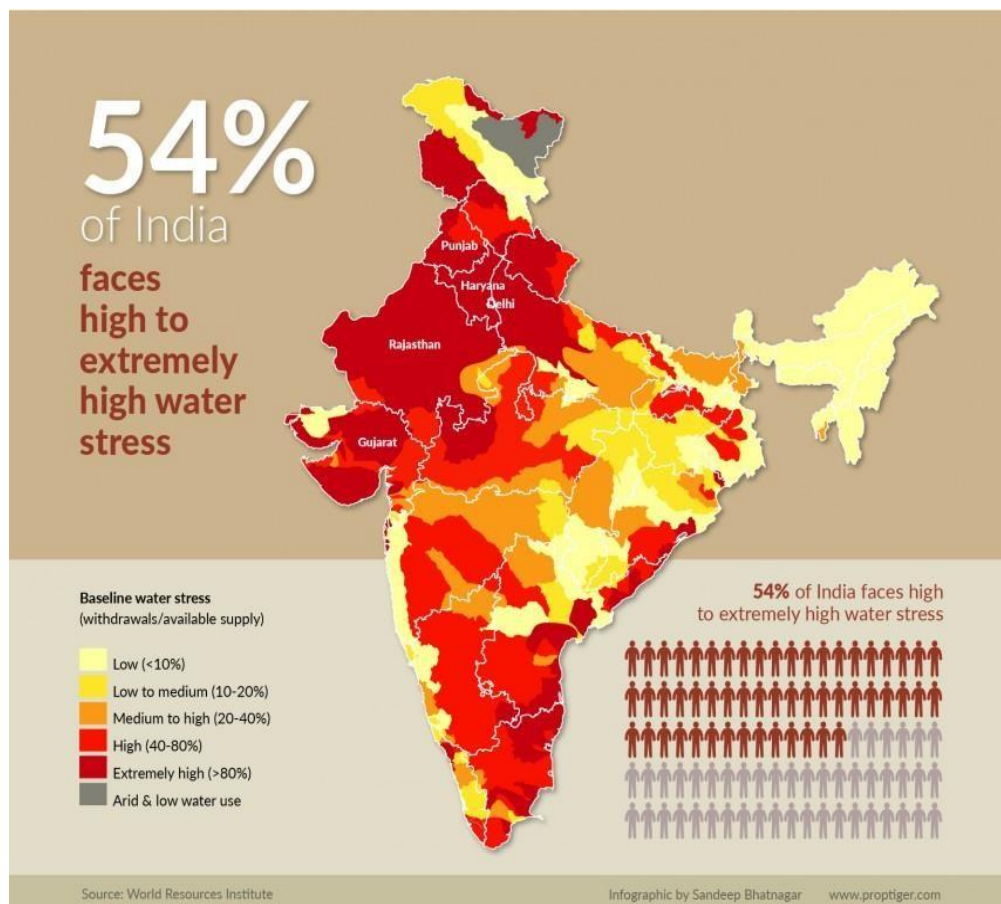 54%
of India
faces
high to
extremely
high water
stress
Punjab
Haryana
Delhi
Rajasthan
Gujarat
Baseline water stress
(withdrawals/available supply)
Low (<10%)
Low to medium (10-20%)
Medium to high (20-40%)
High (40-80%)
Extremely high (>80%)
Arid & low water use
54% of India faces high
to extremely high water stress
Source: World Resources Institute
Infographic by Sandeep Bhatnagar www.proptiger.com